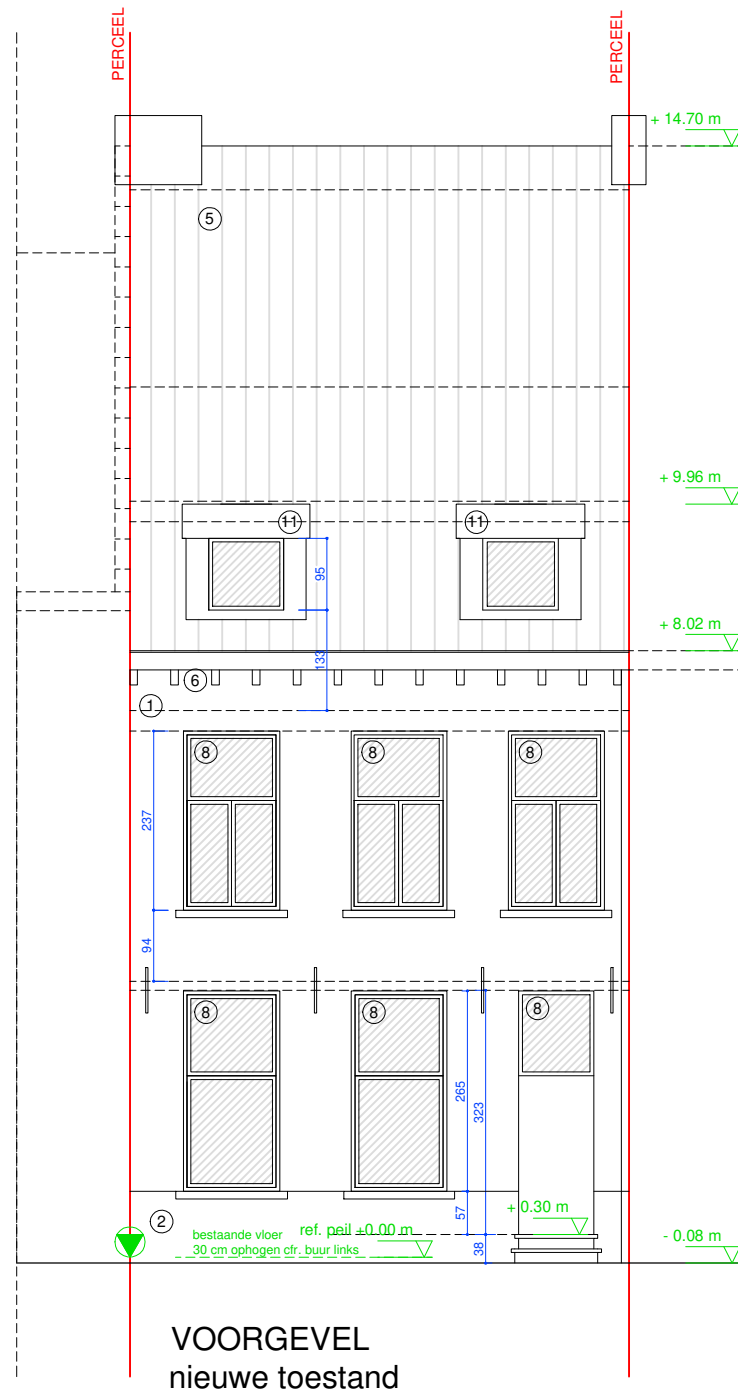 PERCEEL
PERCEEL
+ 14.70 m
5
+ 9.96 m
11
11
95
+ 8.02 m
133
6
1
8
8
8
237
94
8
8
8
265
323
57
+ 0.30 m
2
bestaande vloer
ref. peil +0.00 m
30 cm ophogen cfr. buur links
38
- 0.08 m
VOORGEVEL
nieuwe toestand